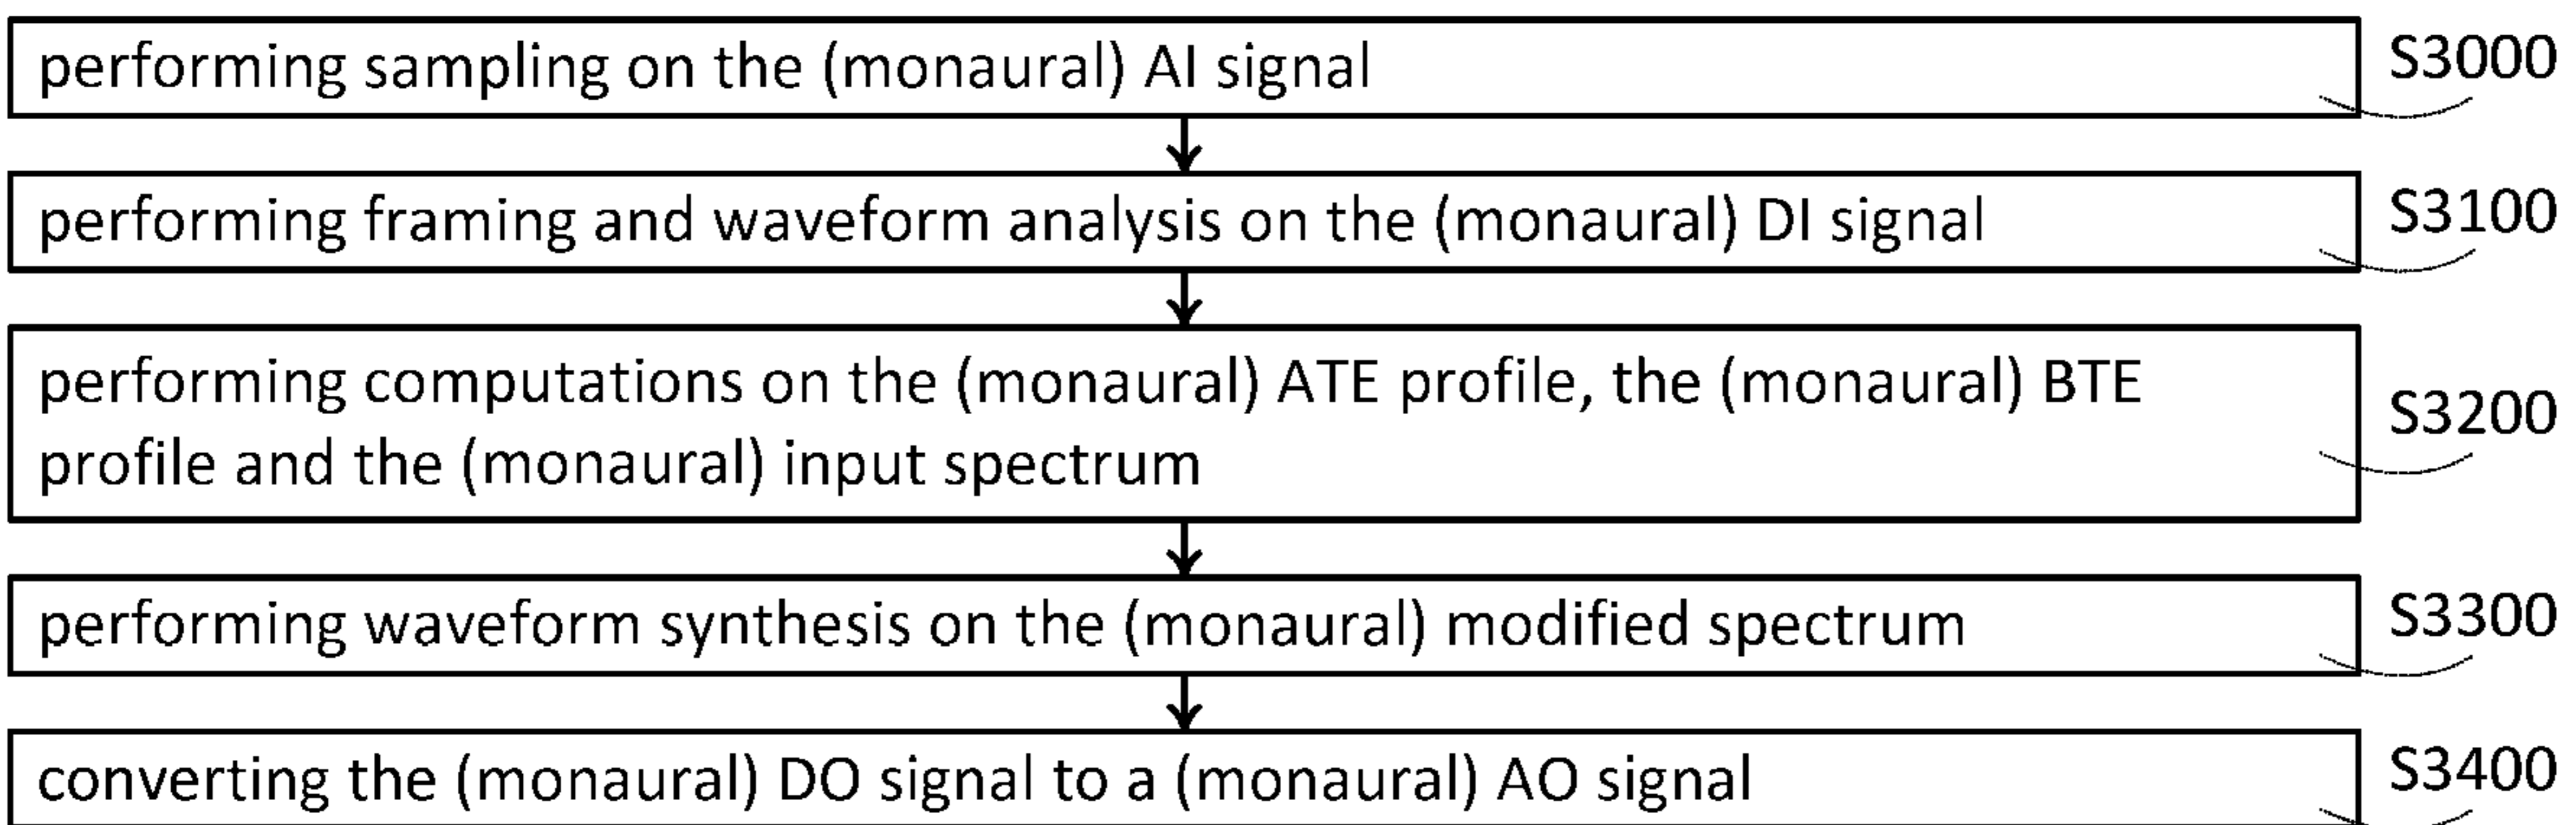 performing sampling on the (monaural) AI signal S3000
performing framing and waveform analysis on the (monaural) DI signal S3100
performing computations on the (monaural) ATE profile, the (monaural) BTE
profile and the (monaural) input spectrum
S3200
performing waveform synthesis on the (monaural) modified spectrum S3300
converting the (monaural) DO signal to a (monaural) AO signal S3400